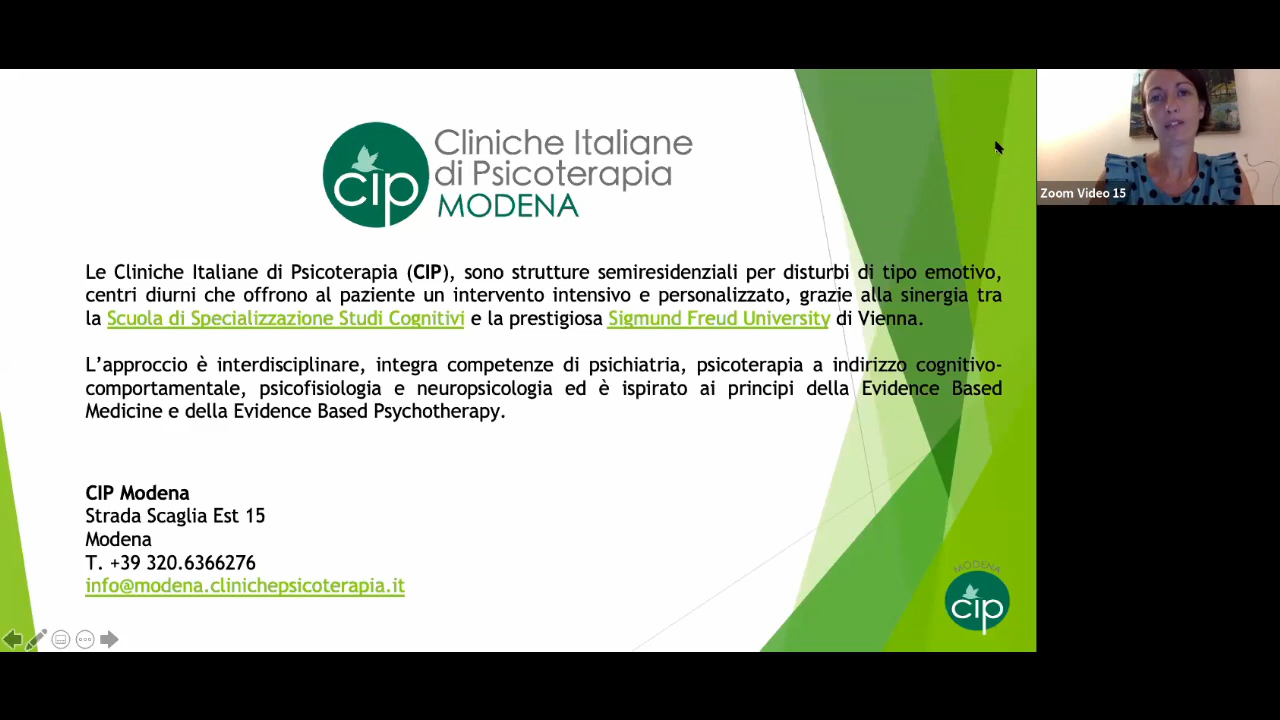 cip
Cliniche Italiane
di Psicoterapia
MODENA
Zoom Video 15
Le Cliniche Italiane di Psicoterapia (CIP), sono strutture semiresidenziali per disturbi di tipo emotivo,
centri diurni che offrono al paziente un intervento intensivo e personalizzato, grazie alla sinergia tra
la Scuola di Specializzazione Studi Cognitivi e la prestigiosa Sigmund Freud University di Vienna.
L'approccio è interdisciplinare, integra competenze di psichiatria, psicoterapia a indirizzo cognitivo-
comportamentale, psicofisiologia e neuropsicologia ed è ispirato ai principi della Evidence Based
Medicine e della Evidence Based Psychotherapy.
CIP Modena
Strada Scaglia Est 15
Modena
T. +39 320.6366276
info@modena.clinichepsicoterapia.it
MODENA
cip